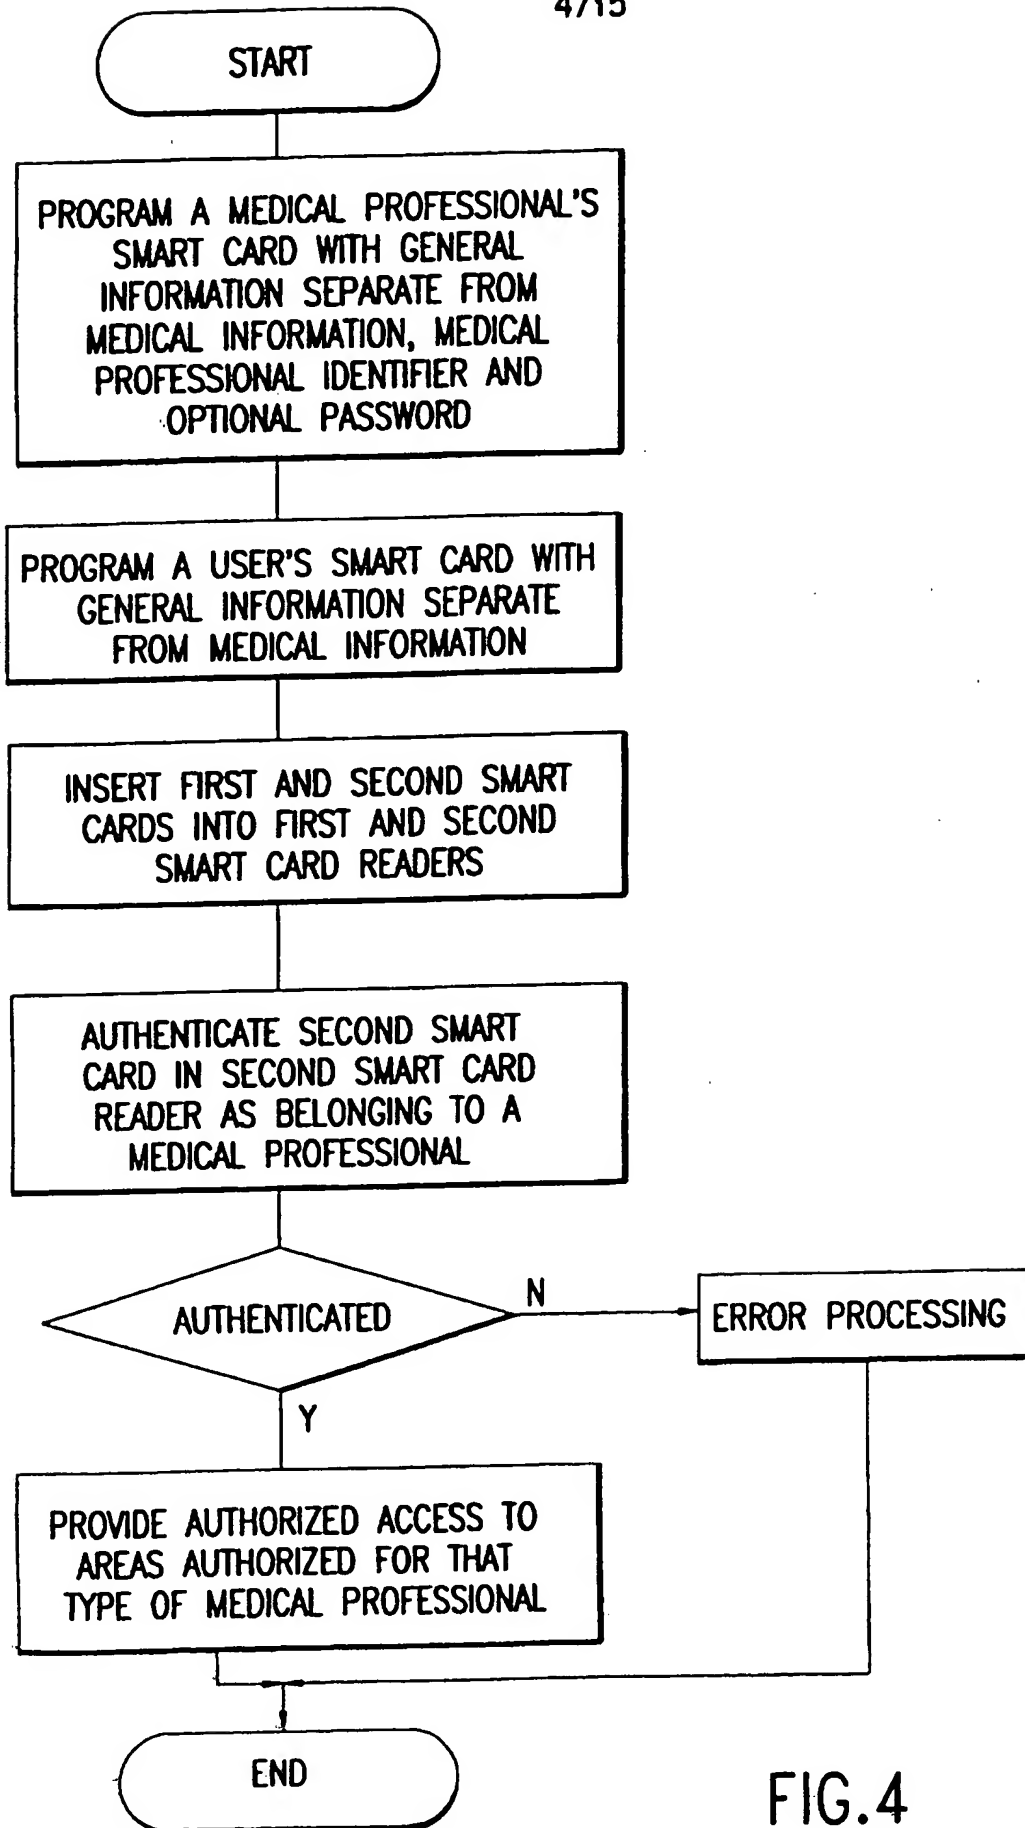 4/15
START
PROGRAM A MEDICAL PROFESSIONAL'S
SMART CARD WITH GENERAL
INFORMATION SEPARATE FROM
MEDICAL INFORMATION, MEDICAL
PROFESSIONAL IDENTIFIER AND
OPTIONAL PASSWORD
PROGRAM A USER'S SMART CARD WITH
GENERAL INFORMATION SEPARATE
FROM MEDICAL INFORMATION
INSERT FIRST AND SECOND SMART
CARDS INTO FIRST AND SECOND
SMART CARD READERS
AUTHENTICATE SECOND SMART
CARD IN SECOND SMART CARD
READER AS BELONGING TO A
MEDICAL PROFESSIONAL
AUTHENTICATED
N
ERROR PROCESSING
Y
PROVIDE AUTHORIZED ACCESS TO
AREAS AUTHORIZED FOR THAT
TYPE OF MEDICAL PROFESSIONAL
END
FIG.4